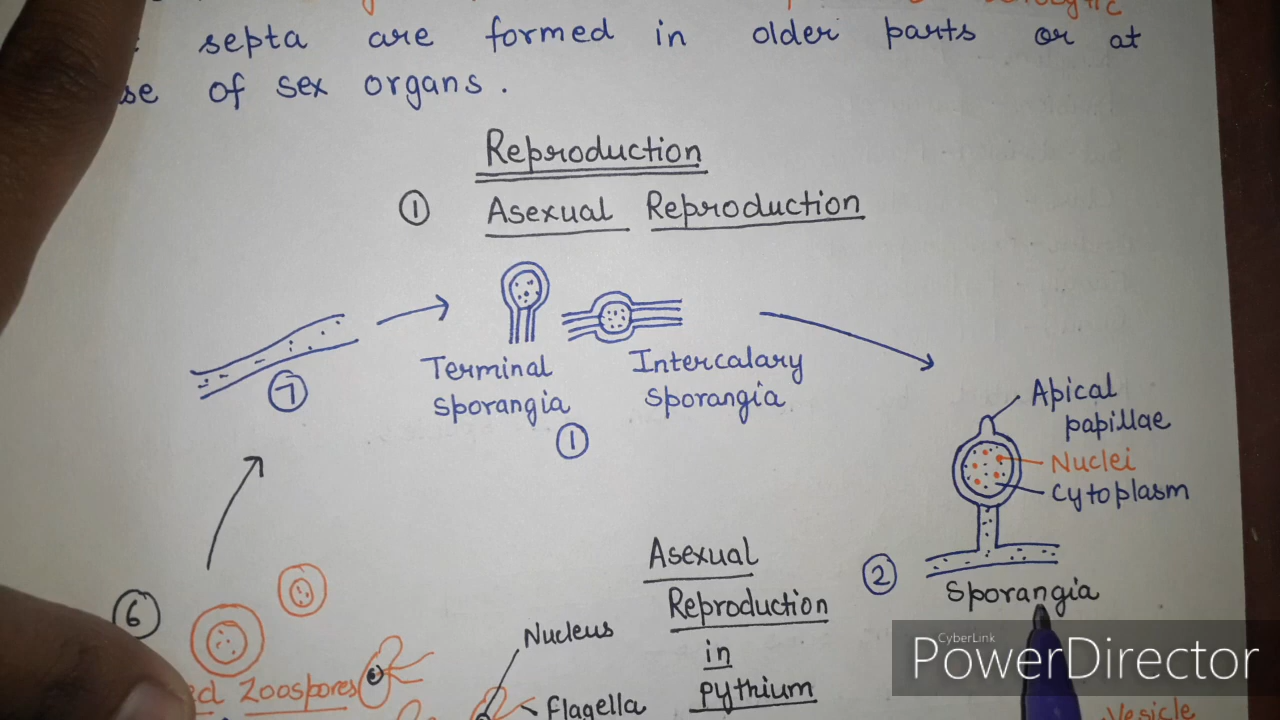 septa are formed in older parts or at
of sex organs.
Reproduction
① Asexual Reproduction
Terminal
sporangia
Intercalary
sporangia
①
⑦
Apical
papillae
Nuclei
Cytoplasm
②
Sporangia
Asexual
Reproduction
in
pythium
⑥
Zoospores
Nucleus
flagella
Vesicle
CyberLink
PowerDirector